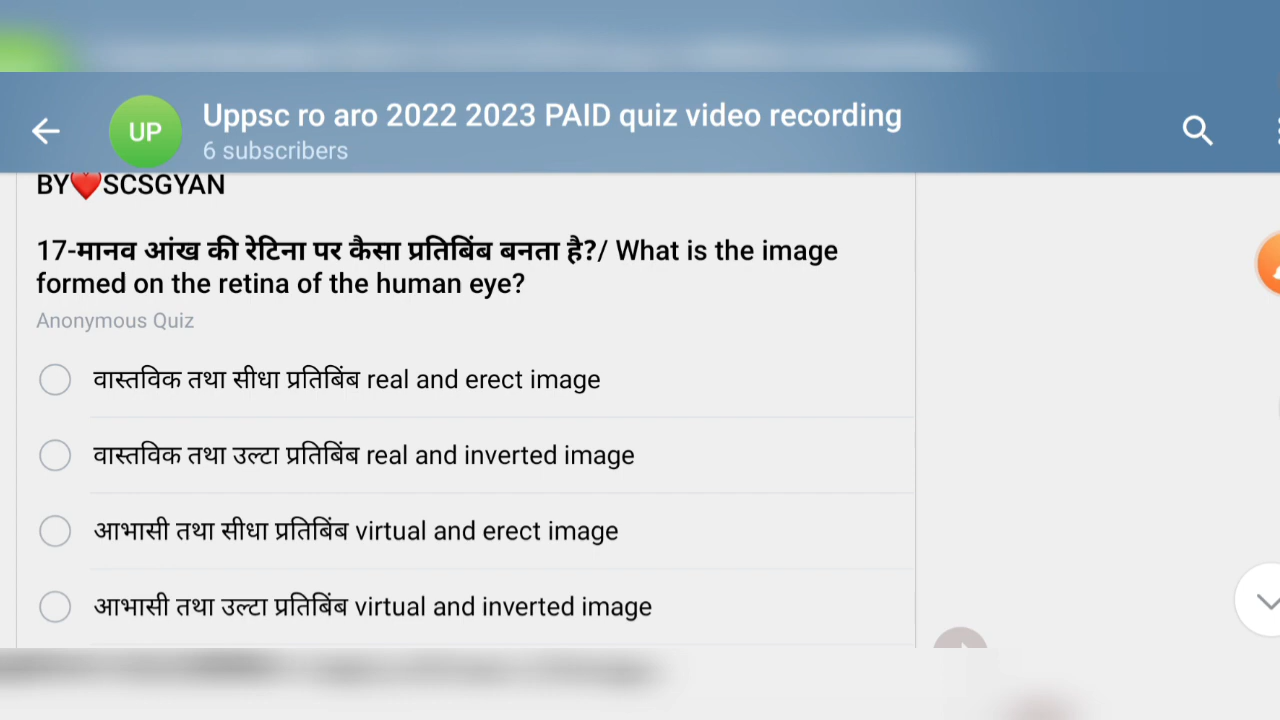 UP
Uppsc ro aro 2022 2023 PAID quiz video recording
6 subscribers
BY❤️SCSGYAN
17-मानव आंख की रेटिना पर कैसा प्रतिबिंब बनता है?/ What is the image
formed on the retina of the human eye?
Anonymous Quiz
वास्तविक तथा सीधा प्रतिबिंब real and erect image
वास्तविक तथा उल्टा प्रतिबिंब real and inverted image
आभासी तथा सीधा प्रतिबिंब virtual and erect image
आभासी तथा उल्टा प्रतिबिंब virtual and inverted image